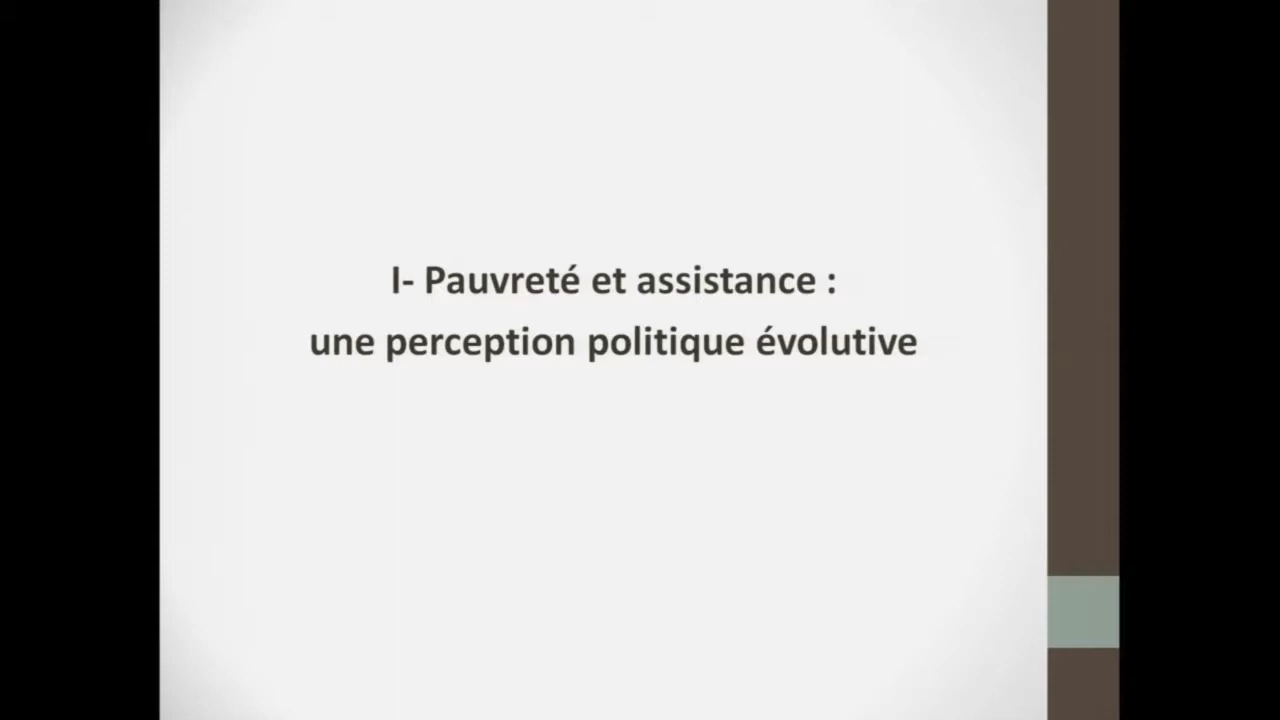 I- Pauvreté et assistance :
une perception politique évolutive